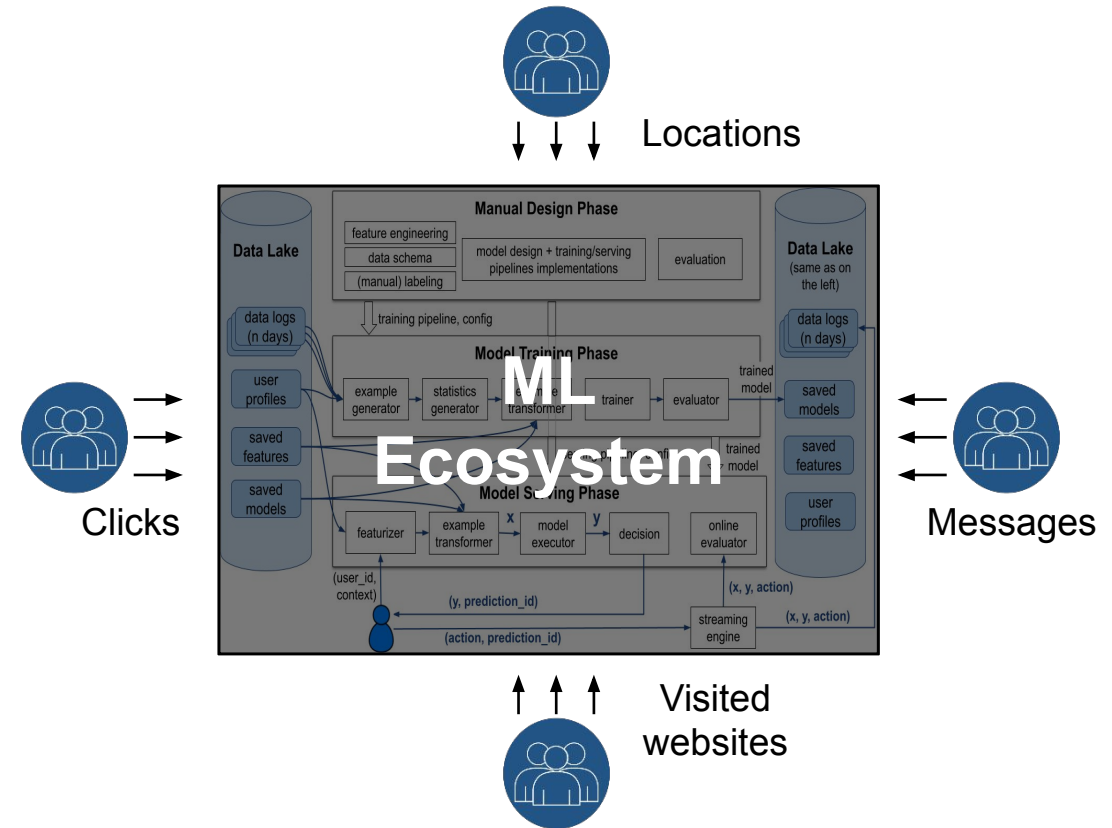 Locations
Manual Design Phase
feature engineering
data schema
(manual) labeling
model design + training/serving
pipelines implementations
evaluation
Data Lake
Data Lake
(same as on
the left)
data logs
(n days)
user
profiles
saved
features
saved
models
data logs
(n days)
saved
models
saved
features
user
profiles
training pipeline, config
Model Training Phase
example
generator
statistics
generator
transformer
trainer
evaluator
trained
model
ML
Ecosystem
trained
model
Model Serving Phase
featurizer
example
transformer
x
model
executor
y
decision
online
evaluator
(user_id,
context)
(y, prediction_id)
(action, prediction_id)
streaming
engine
(x, y, action)
(x, y, action)
Clicks
Messages
Visited
websites